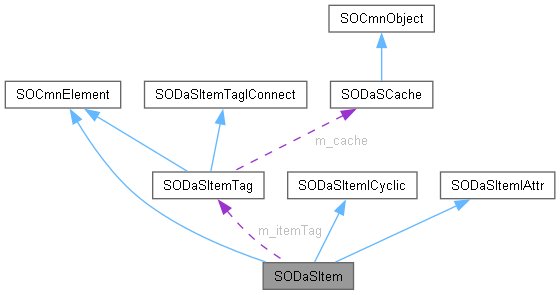 SOCmnObject
SOCmnElement
SODaSItemTagIConnect
SODaSCache
m_cache
SODaSItemTag
SODaSItemICyclic
SODaSItemIAttr
m_itemTag
SODaSItem